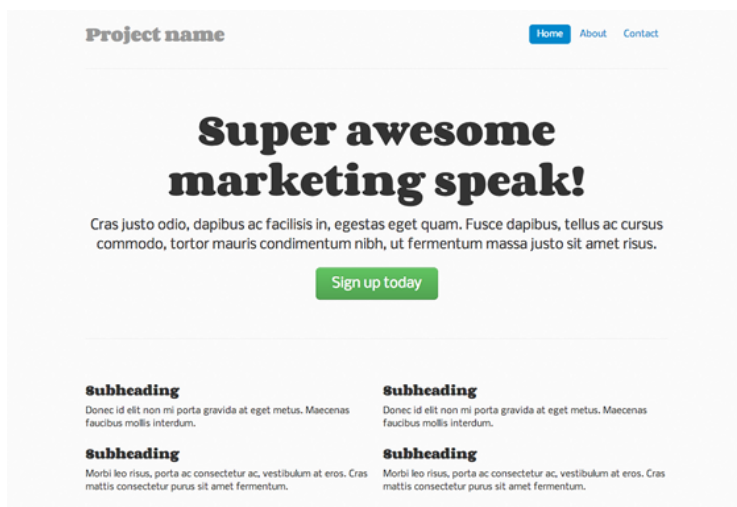 Project name
Home About Contact
Super awesome
marketing speak!
Cras justo odio, dapibus ac facilisis in, egestas eget quam. Fusce dapibus, tellus ac cursus
commodo, tortor mauris condimentum nibh, ut fermentum massa justo sit amet risus.
Sign up today
Subheading
Donec id elit non mi porta gravida at eget metus. Maecenas
faucibus mollis interdum.
Subheading
Morbi leo risus, porta ac consectetur ac, vestibulum at eros. Cras
mattis consectetur purus sit amet fermentum.
Subheading
Donec id elit non mi porta gravida at eget metus. Maecenas
faucibus mollis interdum.
Subheading
Morbi leo risus, porta ac consectetur ac, vestibulum at eros. Cras
mattis consectetur purus sit amet fermentum.